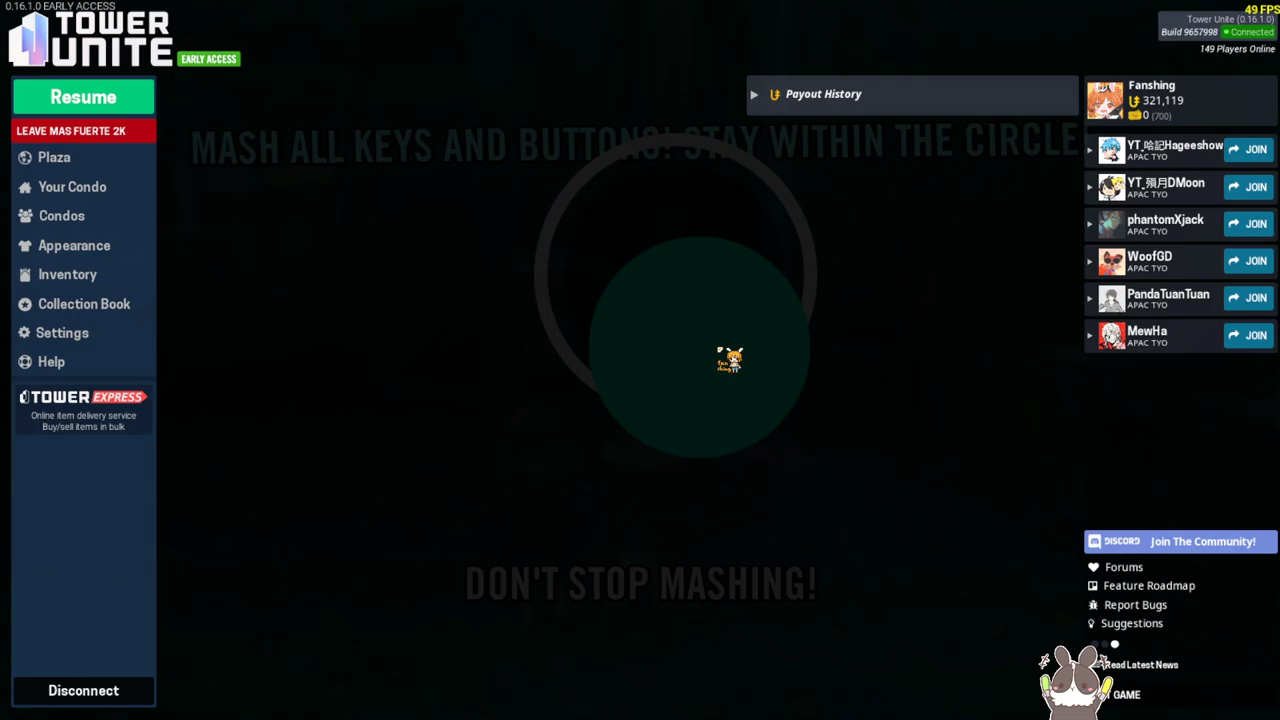 0.16.1.0 EARLY ACCESS
49 FPS
TOWER
UNITE
EARLY ACCESS
Tower Unite (0.16.1.0)
Build 9657998 Connected
149 Players Online
Resume
LEAVE MAS FUERTE 2K
Plaza
Your Condo
Condos
Appearance
Inventory
Collection Book
Settings
Help
TOWER EXPRESS
Online item delivery service
Buy/sell items in bulk
Disconnect
Payout History
MASH ALL KEYS AND BUTTONS! STAY WITHIN THE CIRCLE
DON'T STOP MASHING!
Fanshing
321,119
0 (700)
YT_哈記Hageeshow
APAC TYO
JOIN
YT_殞月DMoon
APAC TYO
JOIN
phantomXjack
APAC TYO
JOIN
WoofGD
APAC TYO
JOIN
PandaTuanTuan
APAC TYO
JOIN
MewHa
APAC TYO
JOIN
DISCORD Join The Community!
Forums
Feature Roadmap
Report Bugs
Suggestions
Read Latest News
GAME